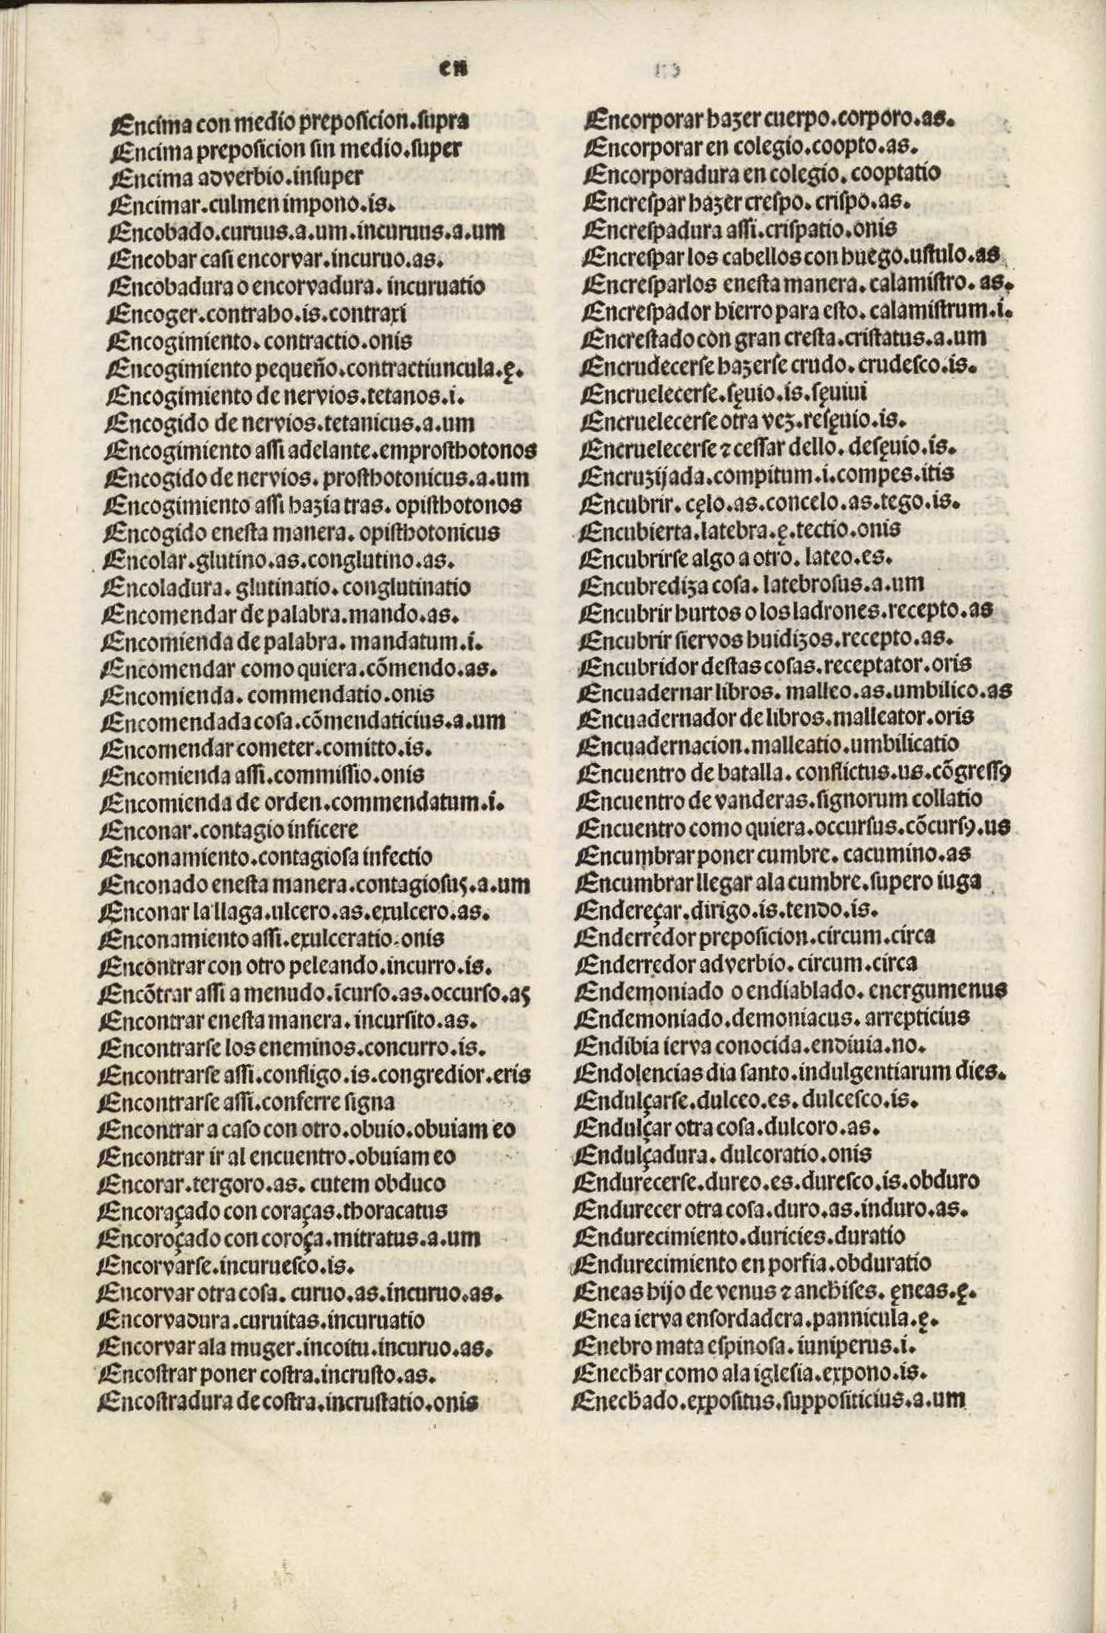 en
Encima con medio preposicion.supra
Encima preposicion sin medio.super
Encima adverbio.insuper
Encimar.culmen impono.is.
Encobado.curuus.a.um.incuruus.a.um
Encobar casi encorvar.incuruo.as.
Encobadura o encorvadura.incuruatio
Encoger.contraho.is.contraxi
Encogimiento.contractio.onis
Encogimiento pequeño.contractiuncula.ę.
Encogimiento de nervios.tetanos.i.
Encogido de nervios.tetanicus.a.um
Encogimiento assi adelante.emprosthotonos
Encogido de nervios.prosthotonicus.a.um
Encogimiento assi hazia tras.opisthotonos
Encogido enesta manera.opisthotonicus
Encolar.glutino.as.conglutino.as.
Encoladura.glutinatio.conglutinatio
Encomendar de palabra.mando.as.
Encomienda de palabra.mandatum.i.
Encomendar como quiera.cōmendo.as.
Encomienda.commendatio.onis
Encomendada cosa.cōmendaticius.a.um
Encomendar cometer.comitto.is.
Encomienda assi.commissio.onis
Encomienda de orden.commendatum.i.
Enconar.contagio inficere
Enconamiento.contagiosa infectio
Enconado enesta manera.contagiosus.a.um
Enconar la llaga.ulcero.as.exulcero.as.
Enconamiento assi.exulceratio.onis
Encontrar con otro peleando.incurro.is.
Encōtrar assi a menudo.īcurso.as.occurso.as
Encontrar enesta manera.incursito.as.
Encontrarse los eneminos.concurro.is.
Encontrarse assi.confligo.is.congredior.eris
Encontrarse assi.conferre signa
Encontrar a caso con otro.obuio.obuiam eo
Encontrar ir al encuentro.obuiam eo
Encorar.tergoro.as.cutem obduco
Encoraçado con coraças.thoracatus
Encoroçado con coroça.mitratus.a.um
Encorvarse.incuruesco.is.
Encorvar otra cosa.curuo.as.incuruo.as.
Encorvadura.curuitas.incuruatio
Encorvar ala muger.incoitu.incuruo.as.
Encostrar poner costra.incrusto.as.
Encostradura de costra.incrustatio.onis
Encorporar hazer cuerpo.corporo.as.
Encorporar en colegio.coopto.as.
Encorporadura en colegio.cooptatio
Encrespar hazer crespo.crispo.as.
Encrespadura assi.crispatio.onis
Encrespar los cabellos con huego.ustulo.as
Encresparlos enesta manera.calamistro.as.
Encrespador hierro para esto.calamistrum.i.
Encrestado con gran cresta.cristatus.a.um
Encrudecerse hazerse crudo.crudesco.is.
Encruelecerse.sęuio.is.sęuiui
Encruelecerse otra vez.resęuio.is.
Encruelecerse ⁊ cessar dello.desęuio.is.
Encruzijada.compitum.i.compes.itis
Encubrir.cęlo.as.concelo.as.tego.is.
Encubierta.latebra.ę.tectio.onis
Encubrirse algo a otro.lateo.es.
Encubrediza cosa.latebrosus.a.um
Encubrir hurtos o los ladrones.recepto.as
Encubrir siervos huidizos.recepto.as.
Encubridor destas cosas.receptator.oris
Encuadernar libros.malleo.as.umbilico.as
Encuadernador de libros.malleator.oris
Encuadernacion.malleatio.umbilicatio
Encuentro de batalla.conflictus.us.cōgressꝰ
Encuentro de vanderas.signorum collatio
Encuentro como quiera.occursus.cōcursꝰ.us
Encumbrar poner cumbre.cacumino.as
Encumbrar llegar ala cumbre.supero iuga
Endereçar.dirigo.is.tendo.is.
Enderredor preposicion.circum.circa
Enderredor adverbio.circum.circa
Endemoniado o endiablado.energumenus
Endemoniado.demoniacus.arrepticius
Endibia ierva conocida.endiuia.no.
Endolencias dia santo.indulgentiarum dies.
Endulçarse.dulceo.es.dulcesco.is.
Endulçar otra cosa.dulcoro.as.
Endulçadura.dulcoratio.onis
Endurecerse.dureo.es.duresco.is.obduro
Endurecer otra cosa.duro.as.induro.as.
Endurecimiento.duricies.duratio
Endurecimiento en porfia.obduratio
Eneas hijo de venus ⁊ anchises.ęneas.ę.
Enea ierva ensordadera.pannicula.ę.
Enebro mata espinosa.iuniperus.i.
Enechar como ala iglesia.expono.is.
Enechado.expositus.suppositicius.a.um